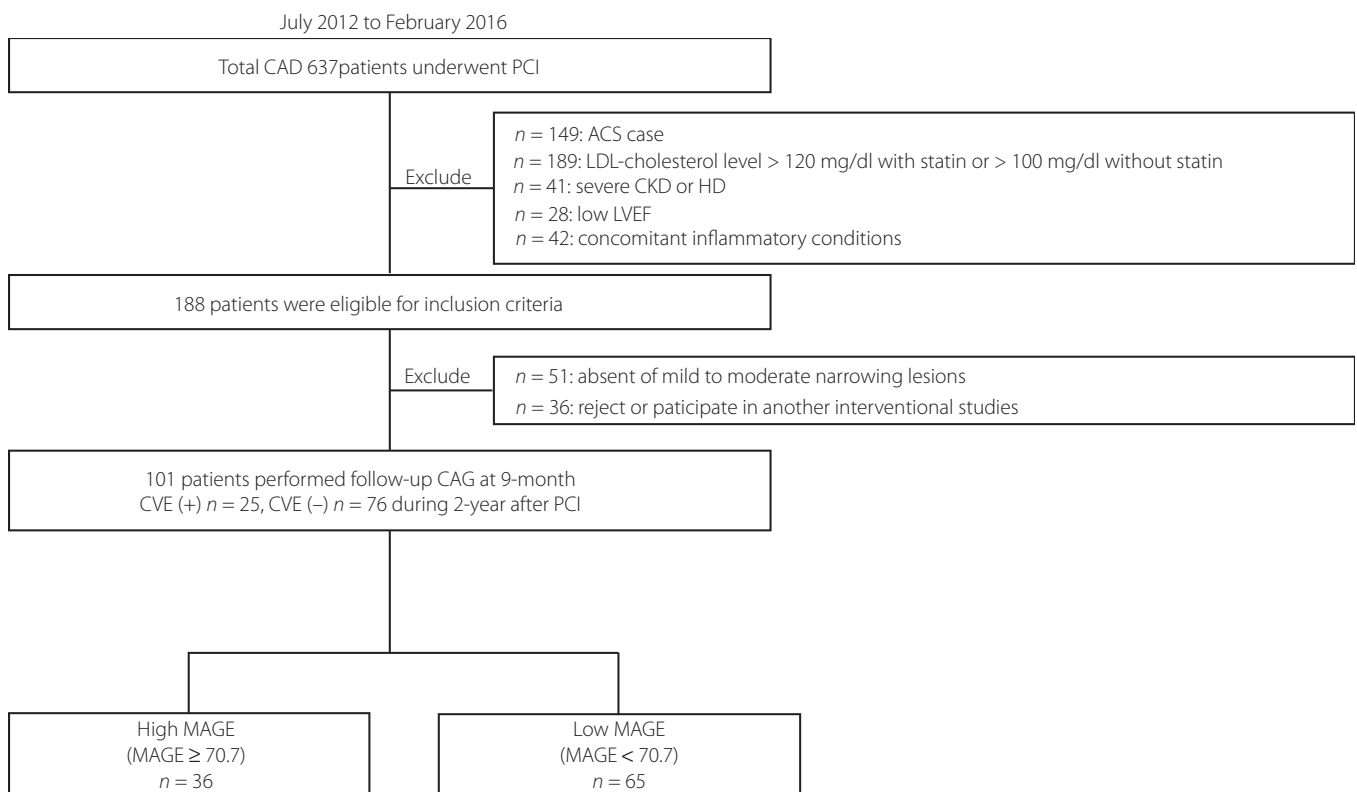 July 2012 to February 2016
Total CAD 637patients underwent PCI
Exclude
n = 149: ACS case
n = 189: LDL-cholesterol level > 120 mg/dl with statin or > 100 mg/dl without statin
n = 41: severe CKD or HD
n = 28: low LVEF
n = 42: concomitant inflammatory conditions
188 patients were eligible for inclusion criteria
Exclude
n = 51: absent of mild to moderate narrowing lesions
n = 36: reject or paticipate in another interventional studies
101 patients performed follow-up CAG at 9-month
CVE (+) n = 25, CVE (–) n = 76 during 2-year after PCI
High MAGE
(MAGE ≥ 70.7)
n = 36
Low MAGE
(MAGE < 70.7)
n = 65